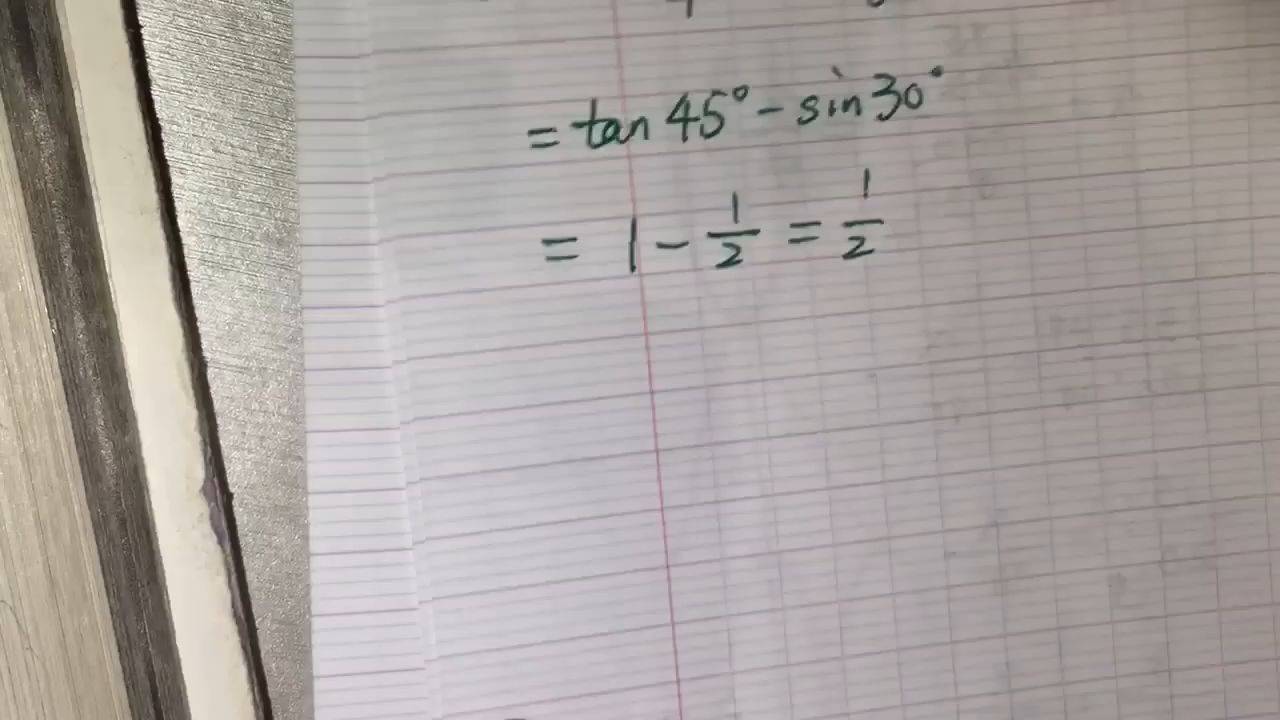 = tan 45° - sin 30°
= 1 - 1/2 = 1/2